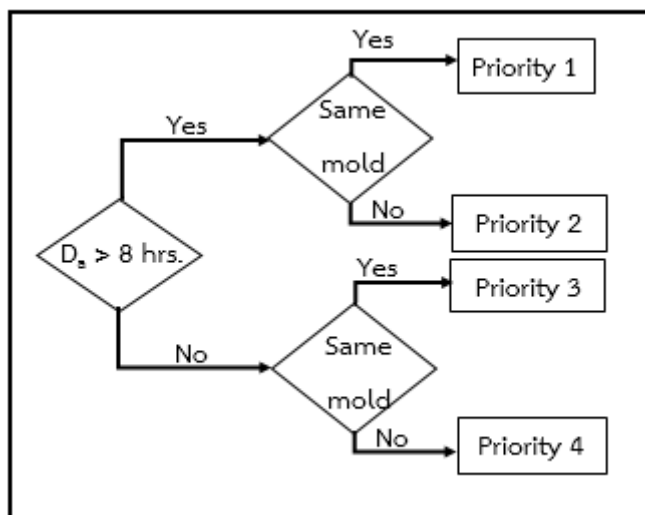 Yes
Priority 1
Same
mold
Yes
No
Priority 2
Dₐ > 8 hrs.
Yes
Priority 3
No
Same
mold
No
Priority 4